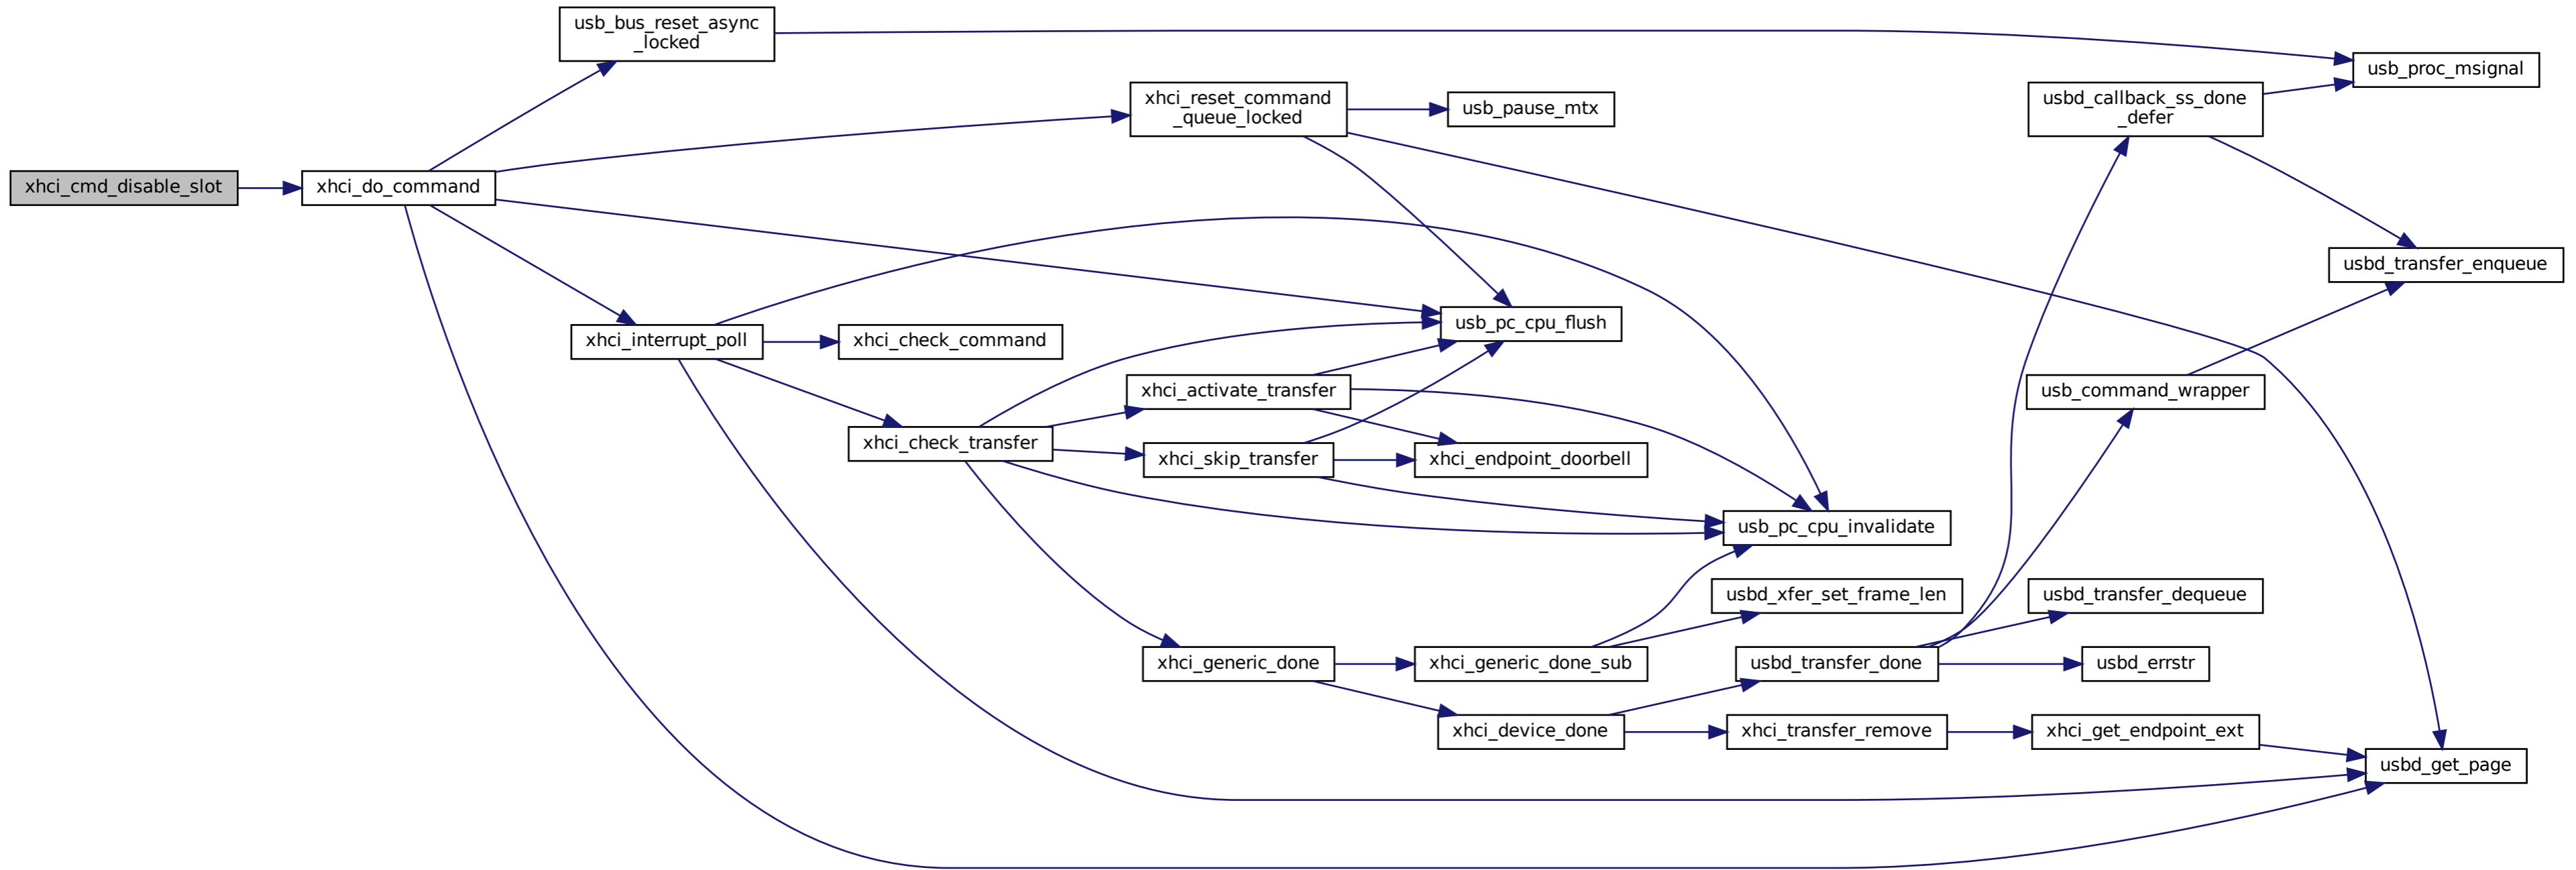 usb_bus_reset_async
_locked
usb_proc_msignal
xhci_reset_command
_queue_locked
usb_pause_mtx
usbd_callback_ss_done
_defer
xhci_cmd_disable_slot
xhci_do_command
usbd_transfer_enqueue
usb_pc_cpu_flush
xhci_interrupt_poll
xhci_check_command
xhci_activate_transfer
usb_command_wrapper
xhci_check_transfer
xhci_skip_transfer
xhci_endpoint_doorbell
usb_pc_cpu_invalidate
usbd_xfer_set_frame_len
usbd_transfer_dequeue
xhci_generic_done
xhci_generic_done_sub
usbd_transfer_done
usbd_errstr
xhci_device_done
xhci_transfer_remove
xhci_get_endpoint_ext
usbd_get_page